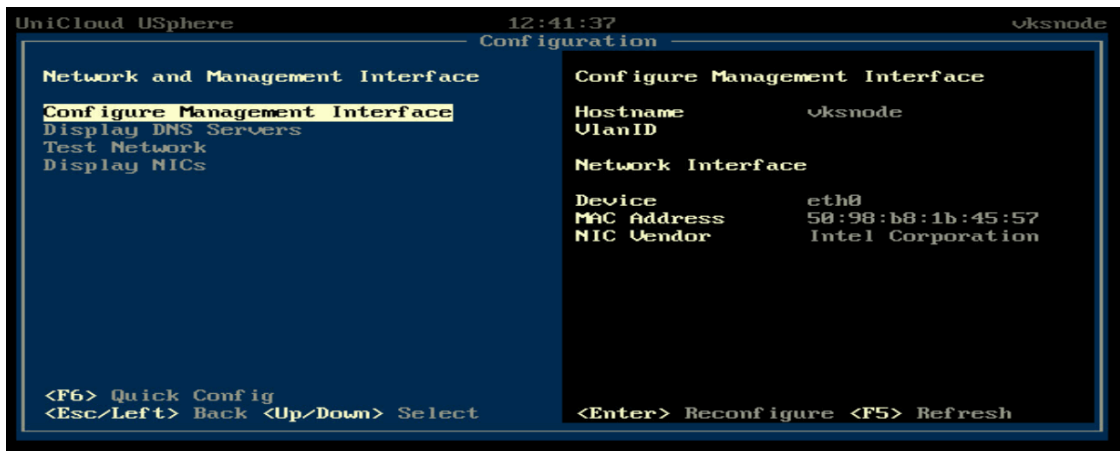 UniCloud USphere 12:41:37 vksnode
Configuration
Network and Management Interface
Configure Management Interface
Display DNS Servers
Test Network
Display NICs
<F6> Quick Config
<Esc/Left> Back <Up/Down> Select
Configure Management Interface
Hostname vksnode
VlanID
Network Interface
Device eth0
MAC Address 50:98:b8:1b:45:57
NIC Vendor Intel Corporation
<Enter> Reconfigure <F5> Refresh